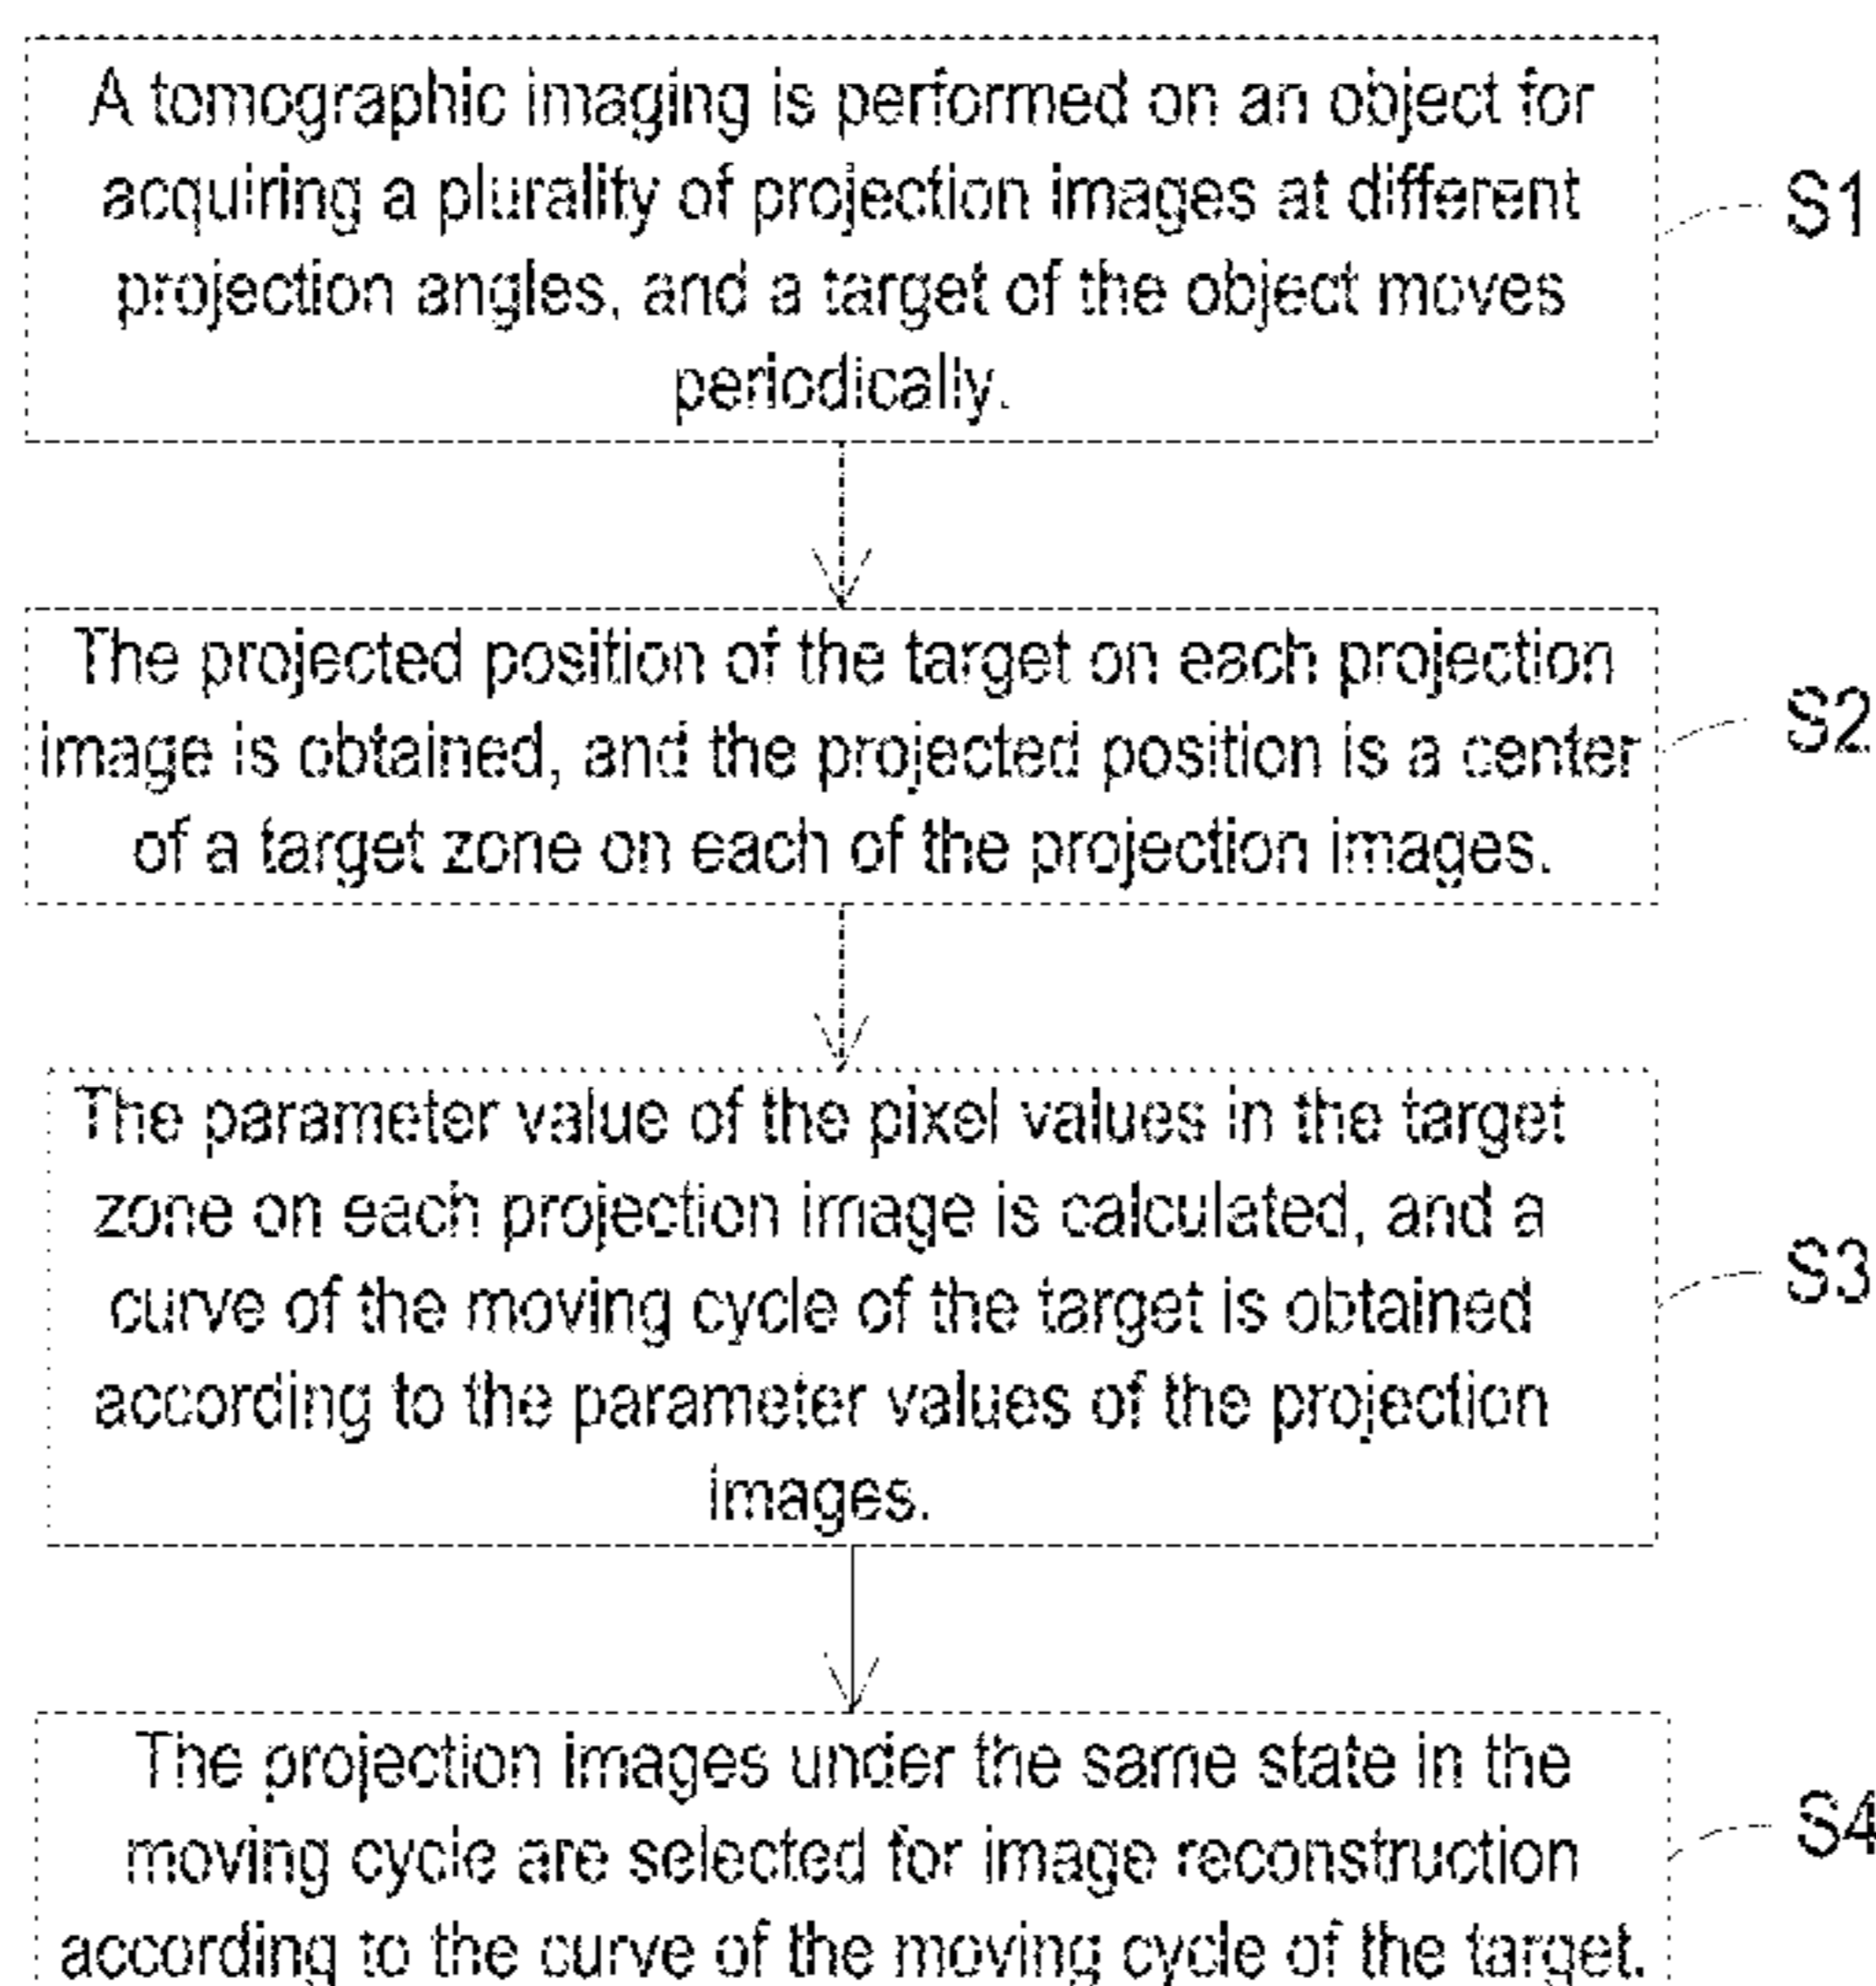 A tomographic imaging is performed on an object for
acquiring a plurality of projection images at different
projection angles, and a target of the object moves
periodically.
S1
The projected position of the target on each projection
image is obtained, and the projected position is a center
of a target zone on each of the projection images.
S2
The parameter value of the pixel values in the target
zone on each projection image is calculated, and a
curve of the moving cycle of the target is obtained
according to the parameter values of the projection
images.
S3
The projection images under the same state in the
moving cycle are selected for image reconstruction
according to the curve of the moving cycle of the target.
S4